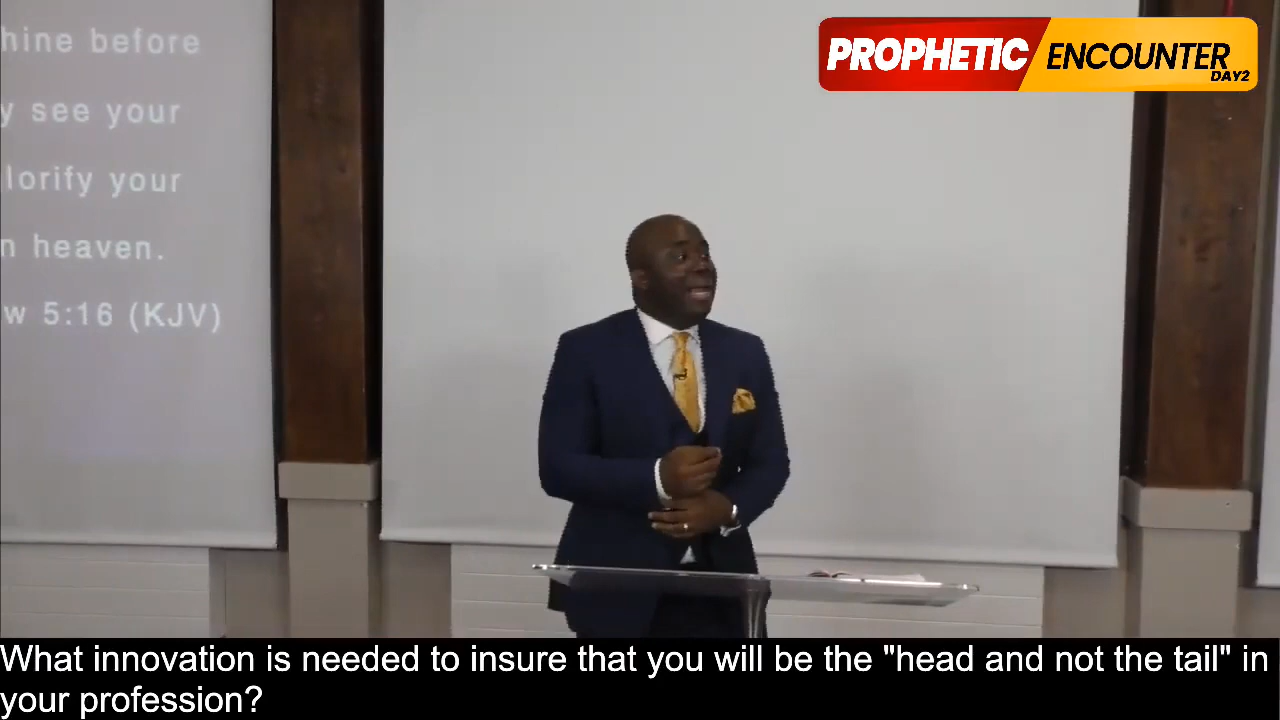 PROPHETIC ENCOUNTER
DAY2
hine before
y see your
lorify your
n heaven.
w 5:16 (KJV)
What innovation is needed to insure that you will be the "head and not the tail" in
your profession?